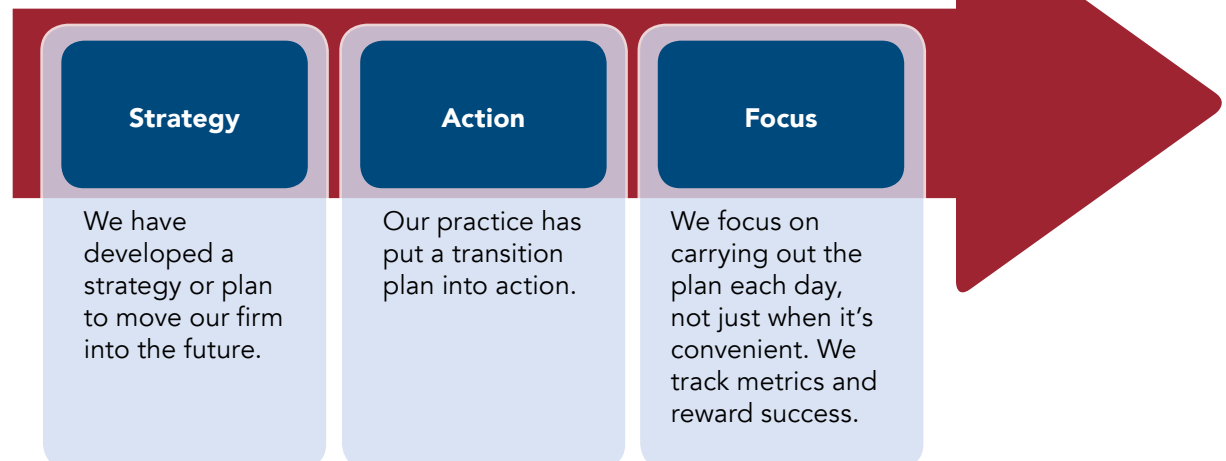 Strategy
We have
developed a
strategy or plan
to move our firm
into the future.
Action
Our practice has
put a transition
plan into action.
Focus
We focus on
carrying out the
plan each day,
not just when it’s
convenient. We
track metrics and
reward success.